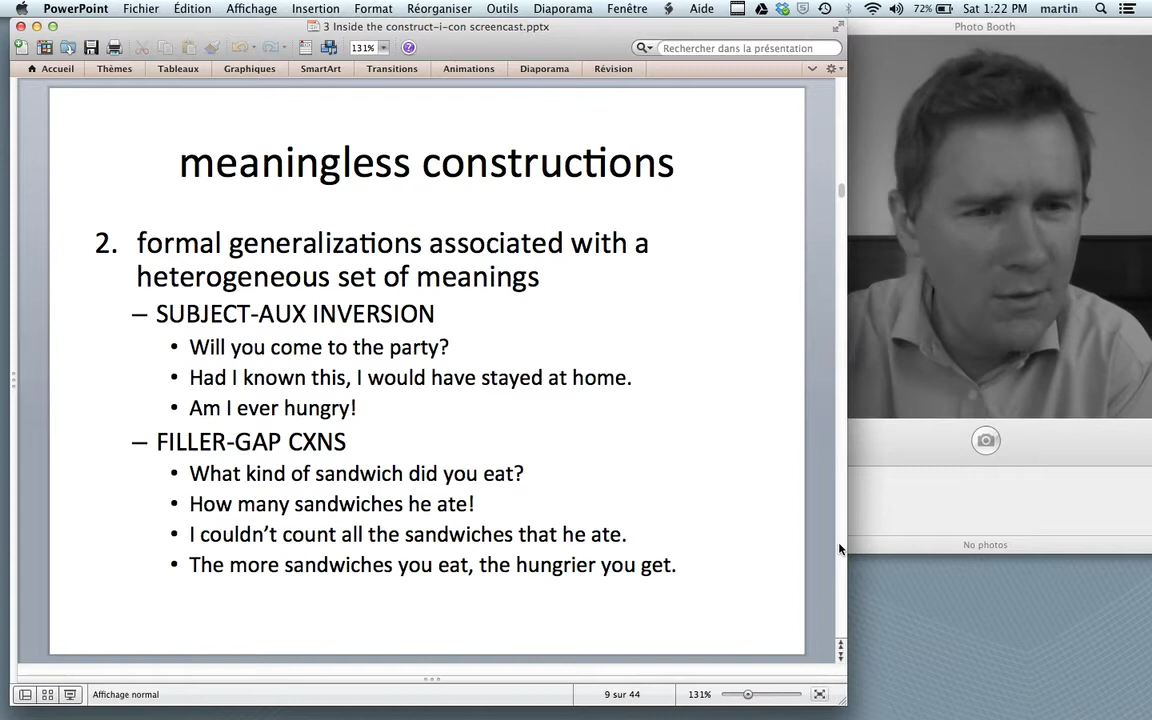 PowerPoint Fichier Édition Affichage Insertion Format Réorganiser Outils Diaporama Fenêtre Aide 72% Sat 1:22 PM martin
3 Inside the construct-i-con screencast.pptx
Photo Booth
131%
Rechercher dans la présentation
Accueil Thèmes Tableaux Graphiques SmartArt Transitions Animations Diaporama Révision
meaningless constructions
2. formal generalizations associated with a
heterogeneous set of meanings
– SUBJECT-AUX INVERSION
• Will you come to the party?
• Had I known this, I would have stayed at home.
• Am I ever hungry!
– FILLER-GAP CXNS
• What kind of sandwich did you eat?
• How many sandwiches he ate!
• I couldn't count all the sandwiches that he ate.
• The more sandwiches you eat, the hungrier you get.
No photos
Affichage normal
9 sur 44
131%